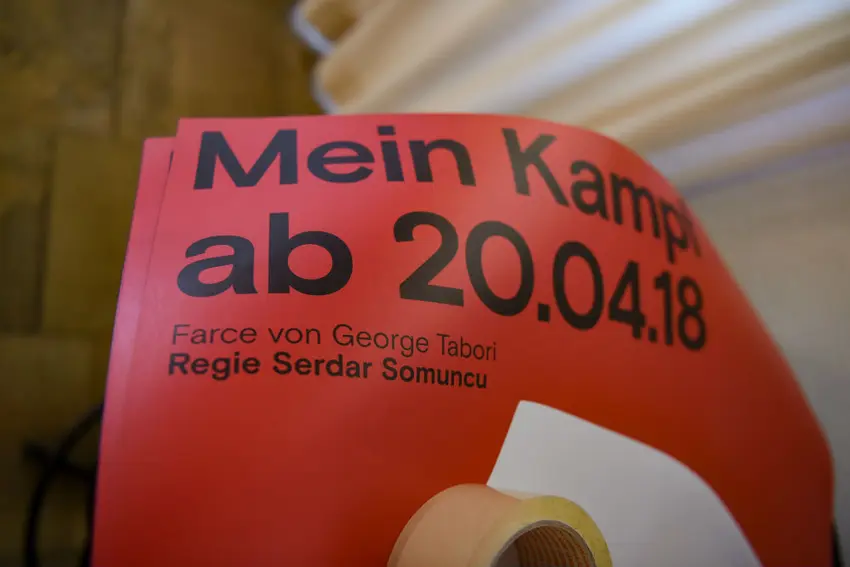 Mein Kampf
ab 20.04.18
Farce von George Tabori
Regie Serdar Somuncu